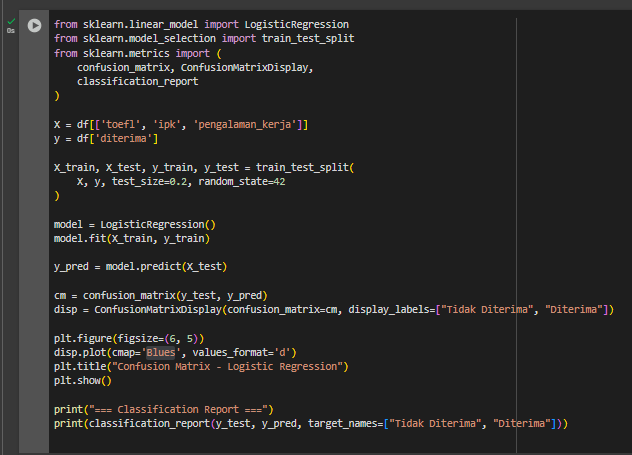 0s
from sklearn.linear_model import LogisticRegression
from sklearn.model_selection import train_test_split
from sklearn.metrics import (
    confusion_matrix, ConfusionMatrixDisplay,
    classification_report
)
X = df[['toefl', 'ipk', 'pengalaman_kerja']]
y = df['diterima']
X_train, X_test, y_train, y_test = train_test_split(
    X, y, test_size=0.2, random_state=42
)
model = LogisticRegression()
model.fit(X_train, y_train)
y_pred = model.predict(X_test)
cm = confusion_matrix(y_test, y_pred)
disp = ConfusionMatrixDisplay(confusion_matrix=cm, display_labels=["Tidak Diterima", "Diterima"])
plt.figure(figsize=(6, 5))
disp.plot(cmap='Blues', values_format='d')
plt.title("Confusion Matrix - Logistic Regression")
plt.show()
print("=== Classification Report ===")
print(classification_report(y_test, y_pred, target_names=["Tidak Diterima", "Diterima"]))